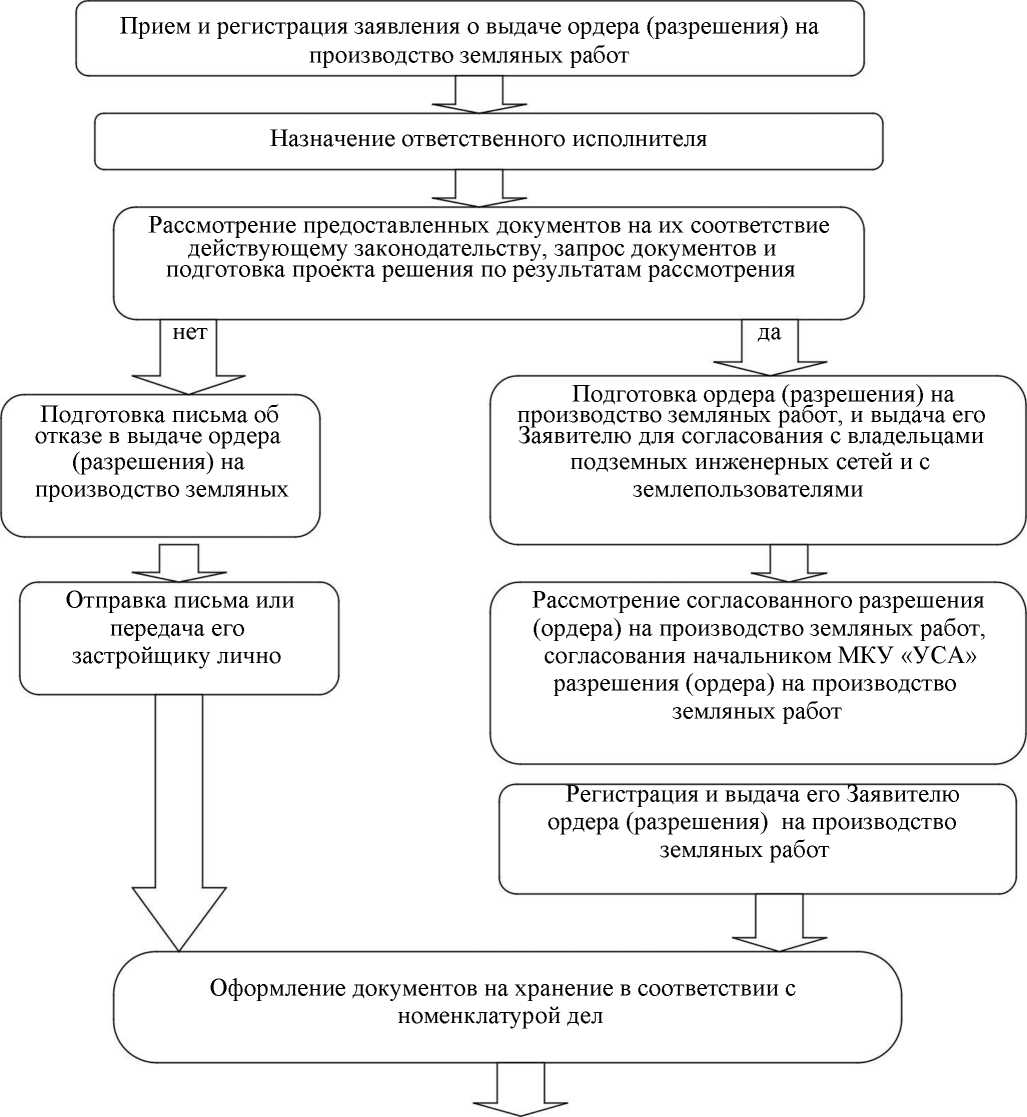 Прием и регистрация заявления о выдаче ордера (разрешения) на
производство земляных работ
Назначение ответственного исполнителя
Рассмотрение предоставленных документов на их соответствие
действующему законодательству, запрос документов и
подготовка проекта решения по результатам рассмотрения
нет
да
Подготовка письма об
отказе в выдаче ордера
(разрешения) на
производство земляных
Подготовка ордера (разрешения) на
производство земляных работ, и выдача его
Заявителю для согласования с владельцами
подземных инженерных сетей и с
землепользователями
Отправка письма или
передача его
застройщику лично
Рассмотрение согласованного разрешения
(ордера) на производство земляных работ,
согласования начальником МКУ «УСА»
разрешения (ордера) на производство
земляных работ
Регистрация и выдача его Заявителю
ордера (разрешения) на производство
земляных работ
Оформление документов на хранение в соответствии с
номенклатурой дел